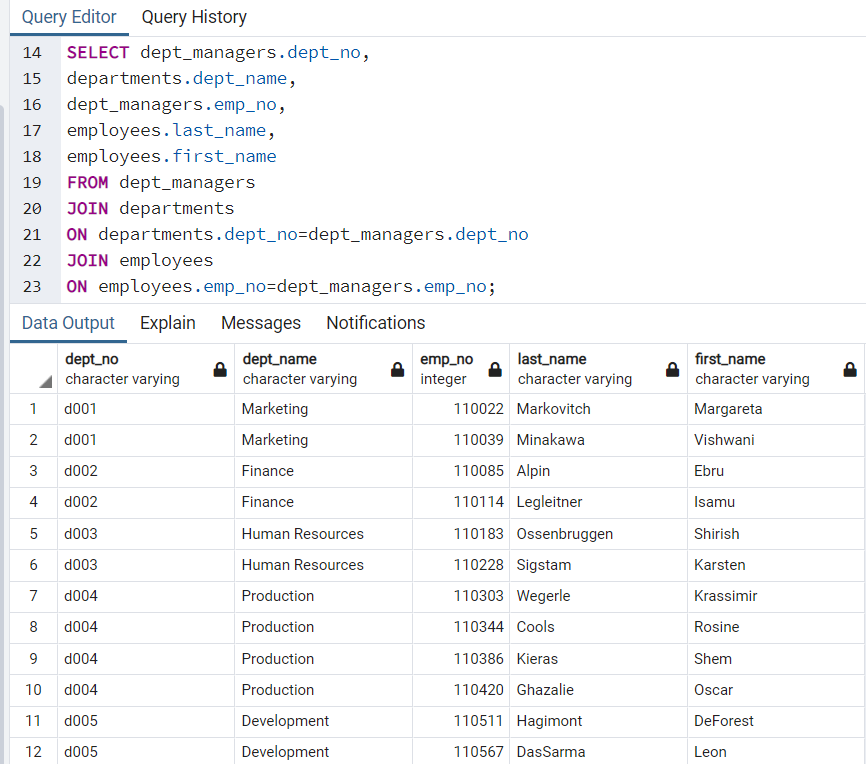 Query Editor Query History
14 SELECT dept_managers.dept_no,
15 departments.dept_name,
16 dept_managers.emp_no,
17 employees.last_name,
18 employees.first_name
19 FROM dept_managers
20 JOIN departments
21 ON departments.dept_no=dept_managers.dept_no
22 JOIN employees
23 ON employees.emp_no=dept_managers.emp_no;
Data Output Explain Messages Notifications
dept_no dept_name emp_no last_name first_name
character varying character varying integer character varying character varying
1 d001 Marketing 110022 Markovitch Margareta
2 d001 Marketing 110039 Minakawa Vishwani
3 d002 Finance 110085 Alpin Ebru
4 d002 Finance 110114 Legleitner Isamu
5 d003 Human Resources 110183 Ossenbruggen Shirish
6 d003 Human Resources 110228 Sigstam Karsten
7 d004 Production 110303 Wegerle Krassimir
8 d004 Production 110344 Cools Rosine
9 d004 Production 110386 Kieras Shem
10 d004 Production 110420 Ghazalie Oscar
11 d005 Development 110511 Hagimont DeForest
12 d005 Development 110567 DasSarma Leon